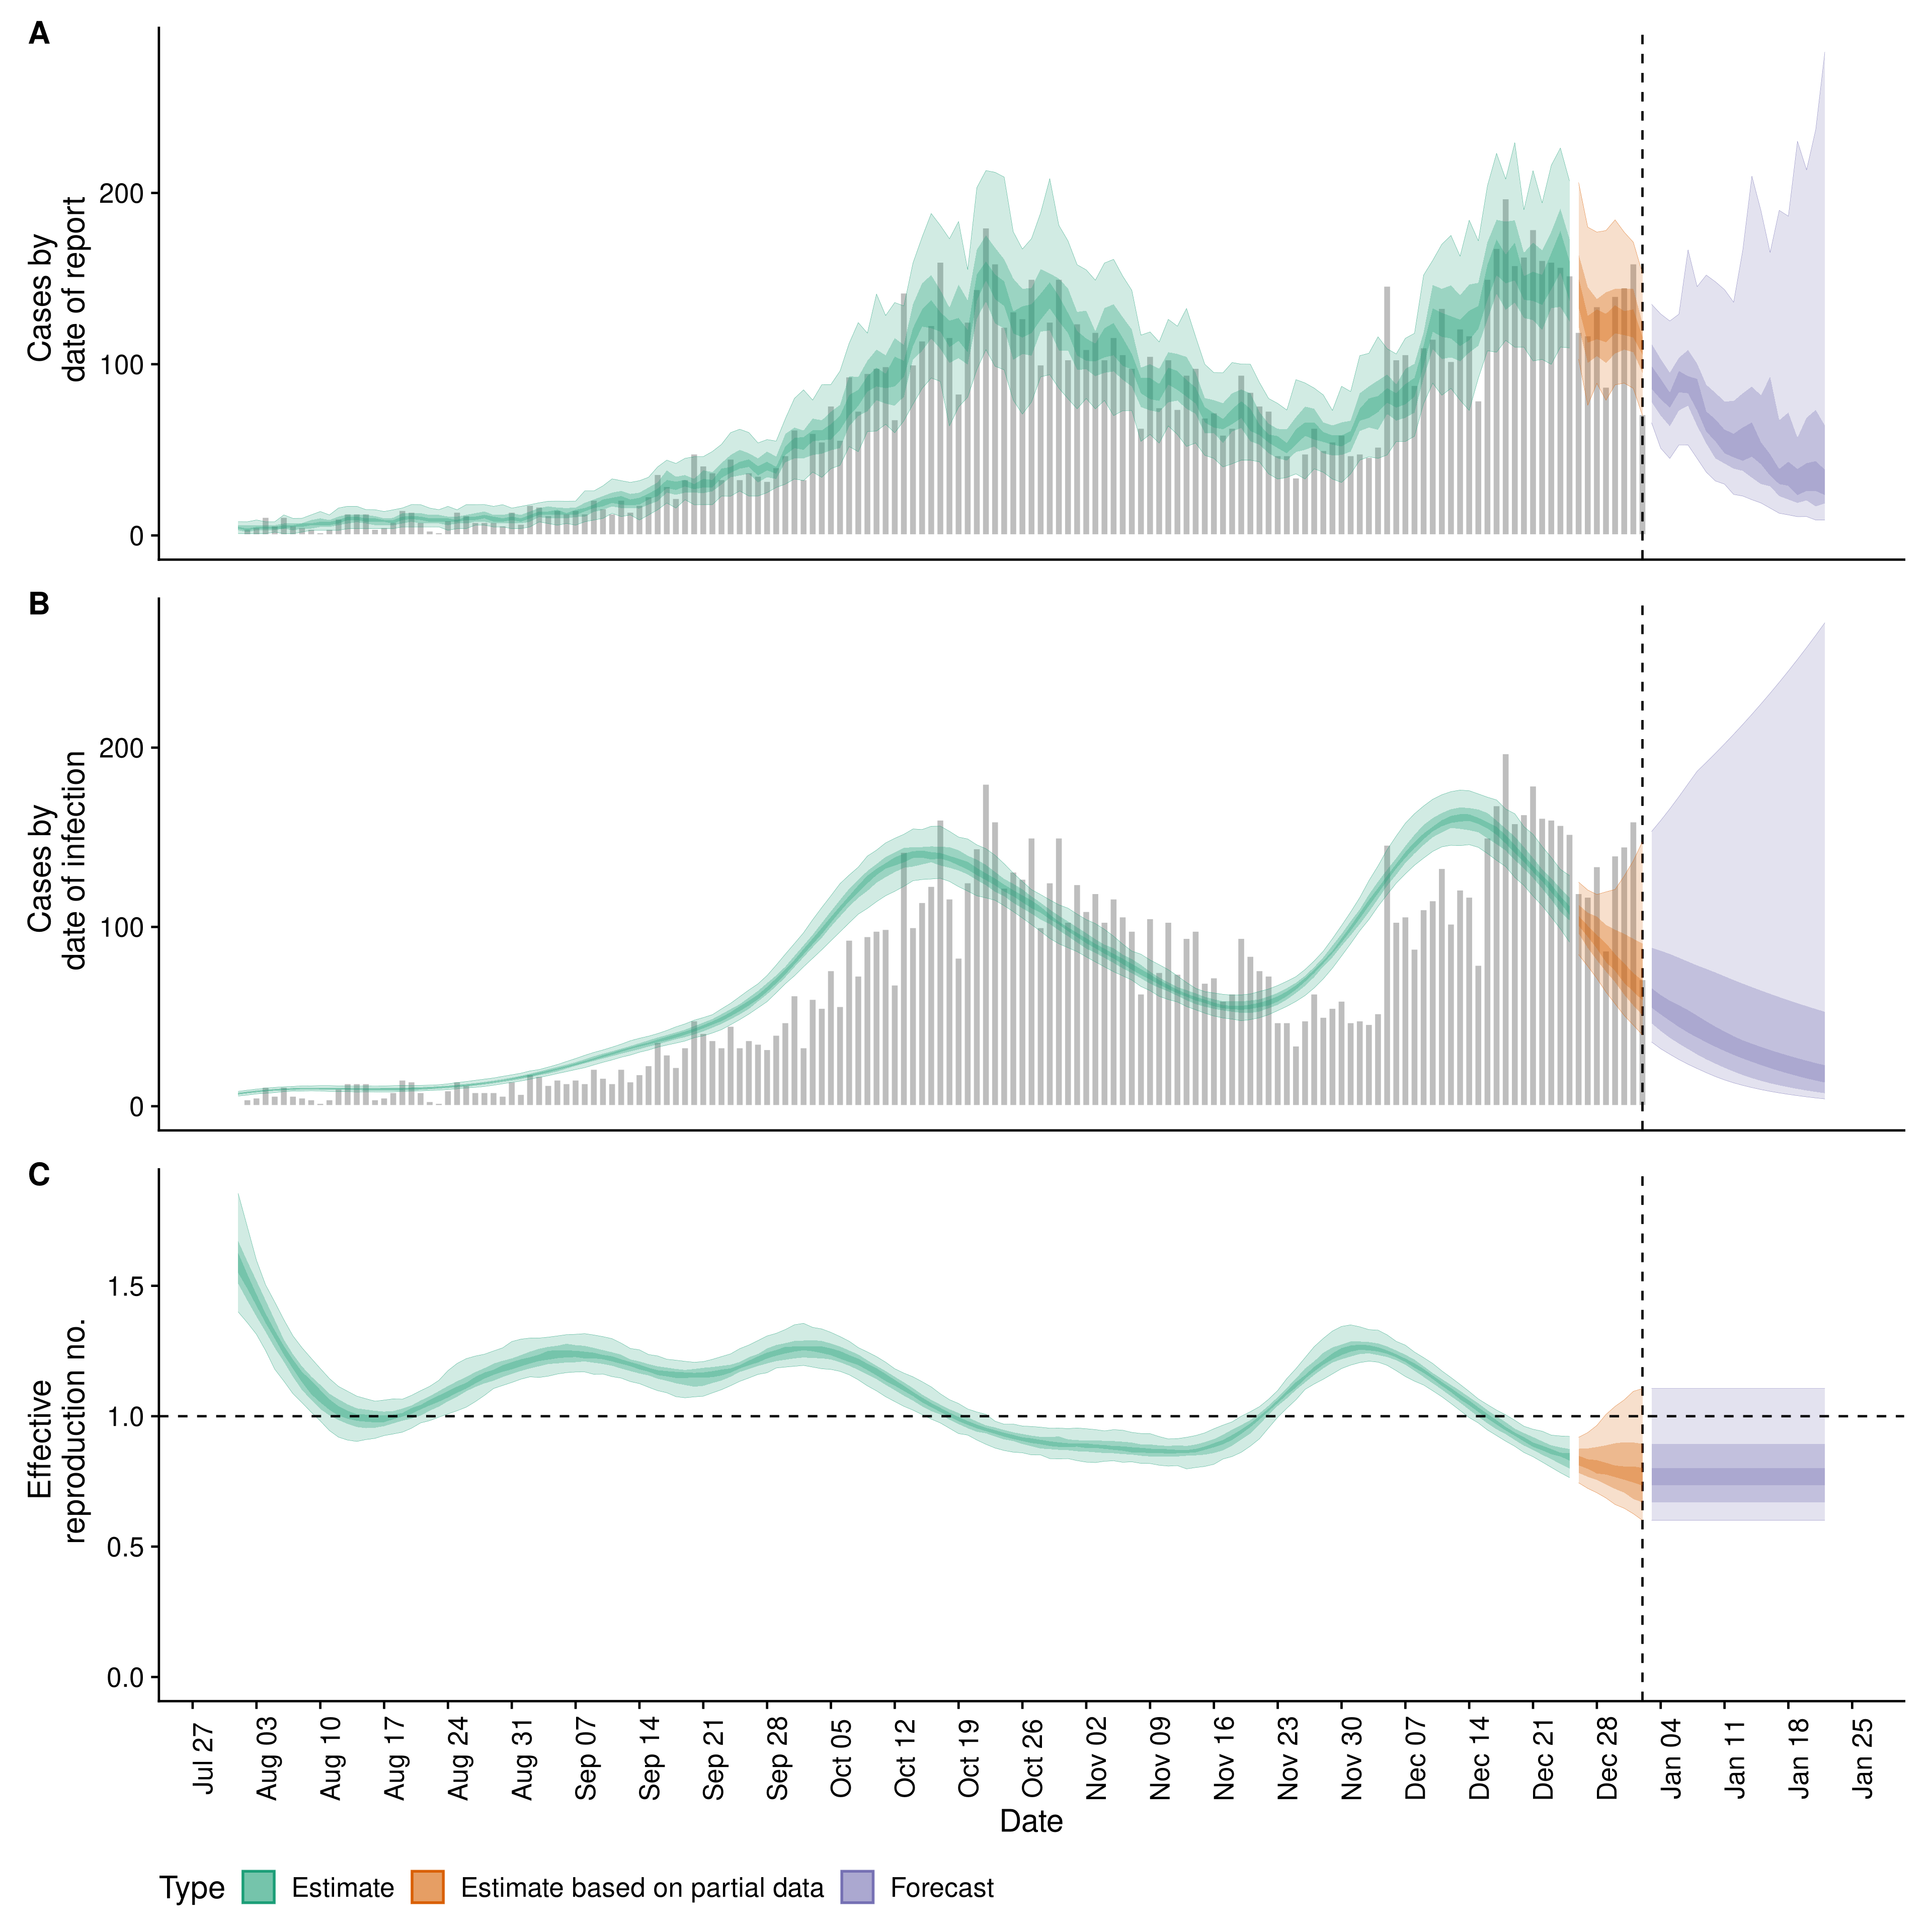 A
Cases by
date of report
200
100
0
B
Cases by
date of infection
200
100
0
C
Effective
reproduction no.
1.5
1.0
0.5
0.0
Jul 27
Aug 03
Aug 10
Aug 17
Aug 24
Aug 31
Sep 07
Sep 14
Sep 21
Sep 28
Oct 05
Oct 12
Oct 19
Oct 26
Nov 02
Nov 09
Nov 16
Nov 23
Nov 30
Dec 07
Dec 14
Dec 21
Dec 28
Jan 04
Jan 11
Jan 18
Jan 25
Date
Type Estimate Estimate based on partial data Forecast